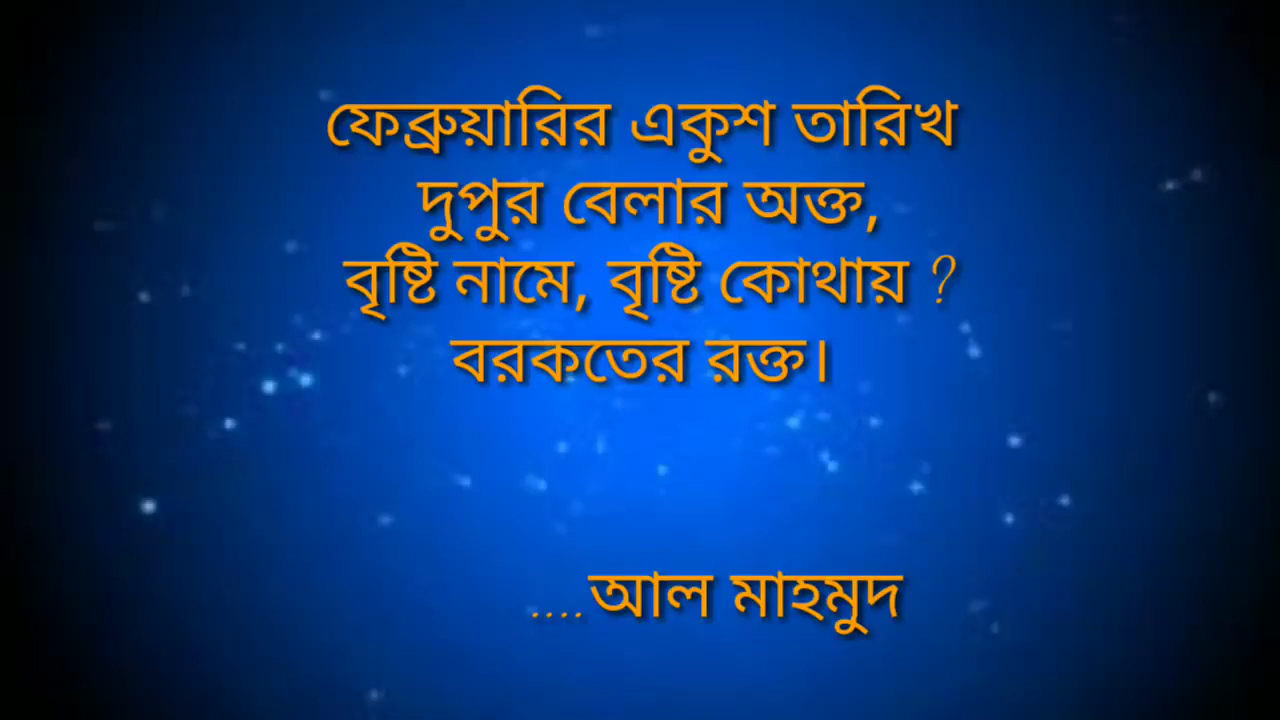 ফেব্রুয়ারির একুশ তারিখ
দুপুর বেলার অক্ত,
বৃষ্টি নামে, বৃষ্টি কোথায় ?
বরকতের রক্ত।
....আল মাহমুদ